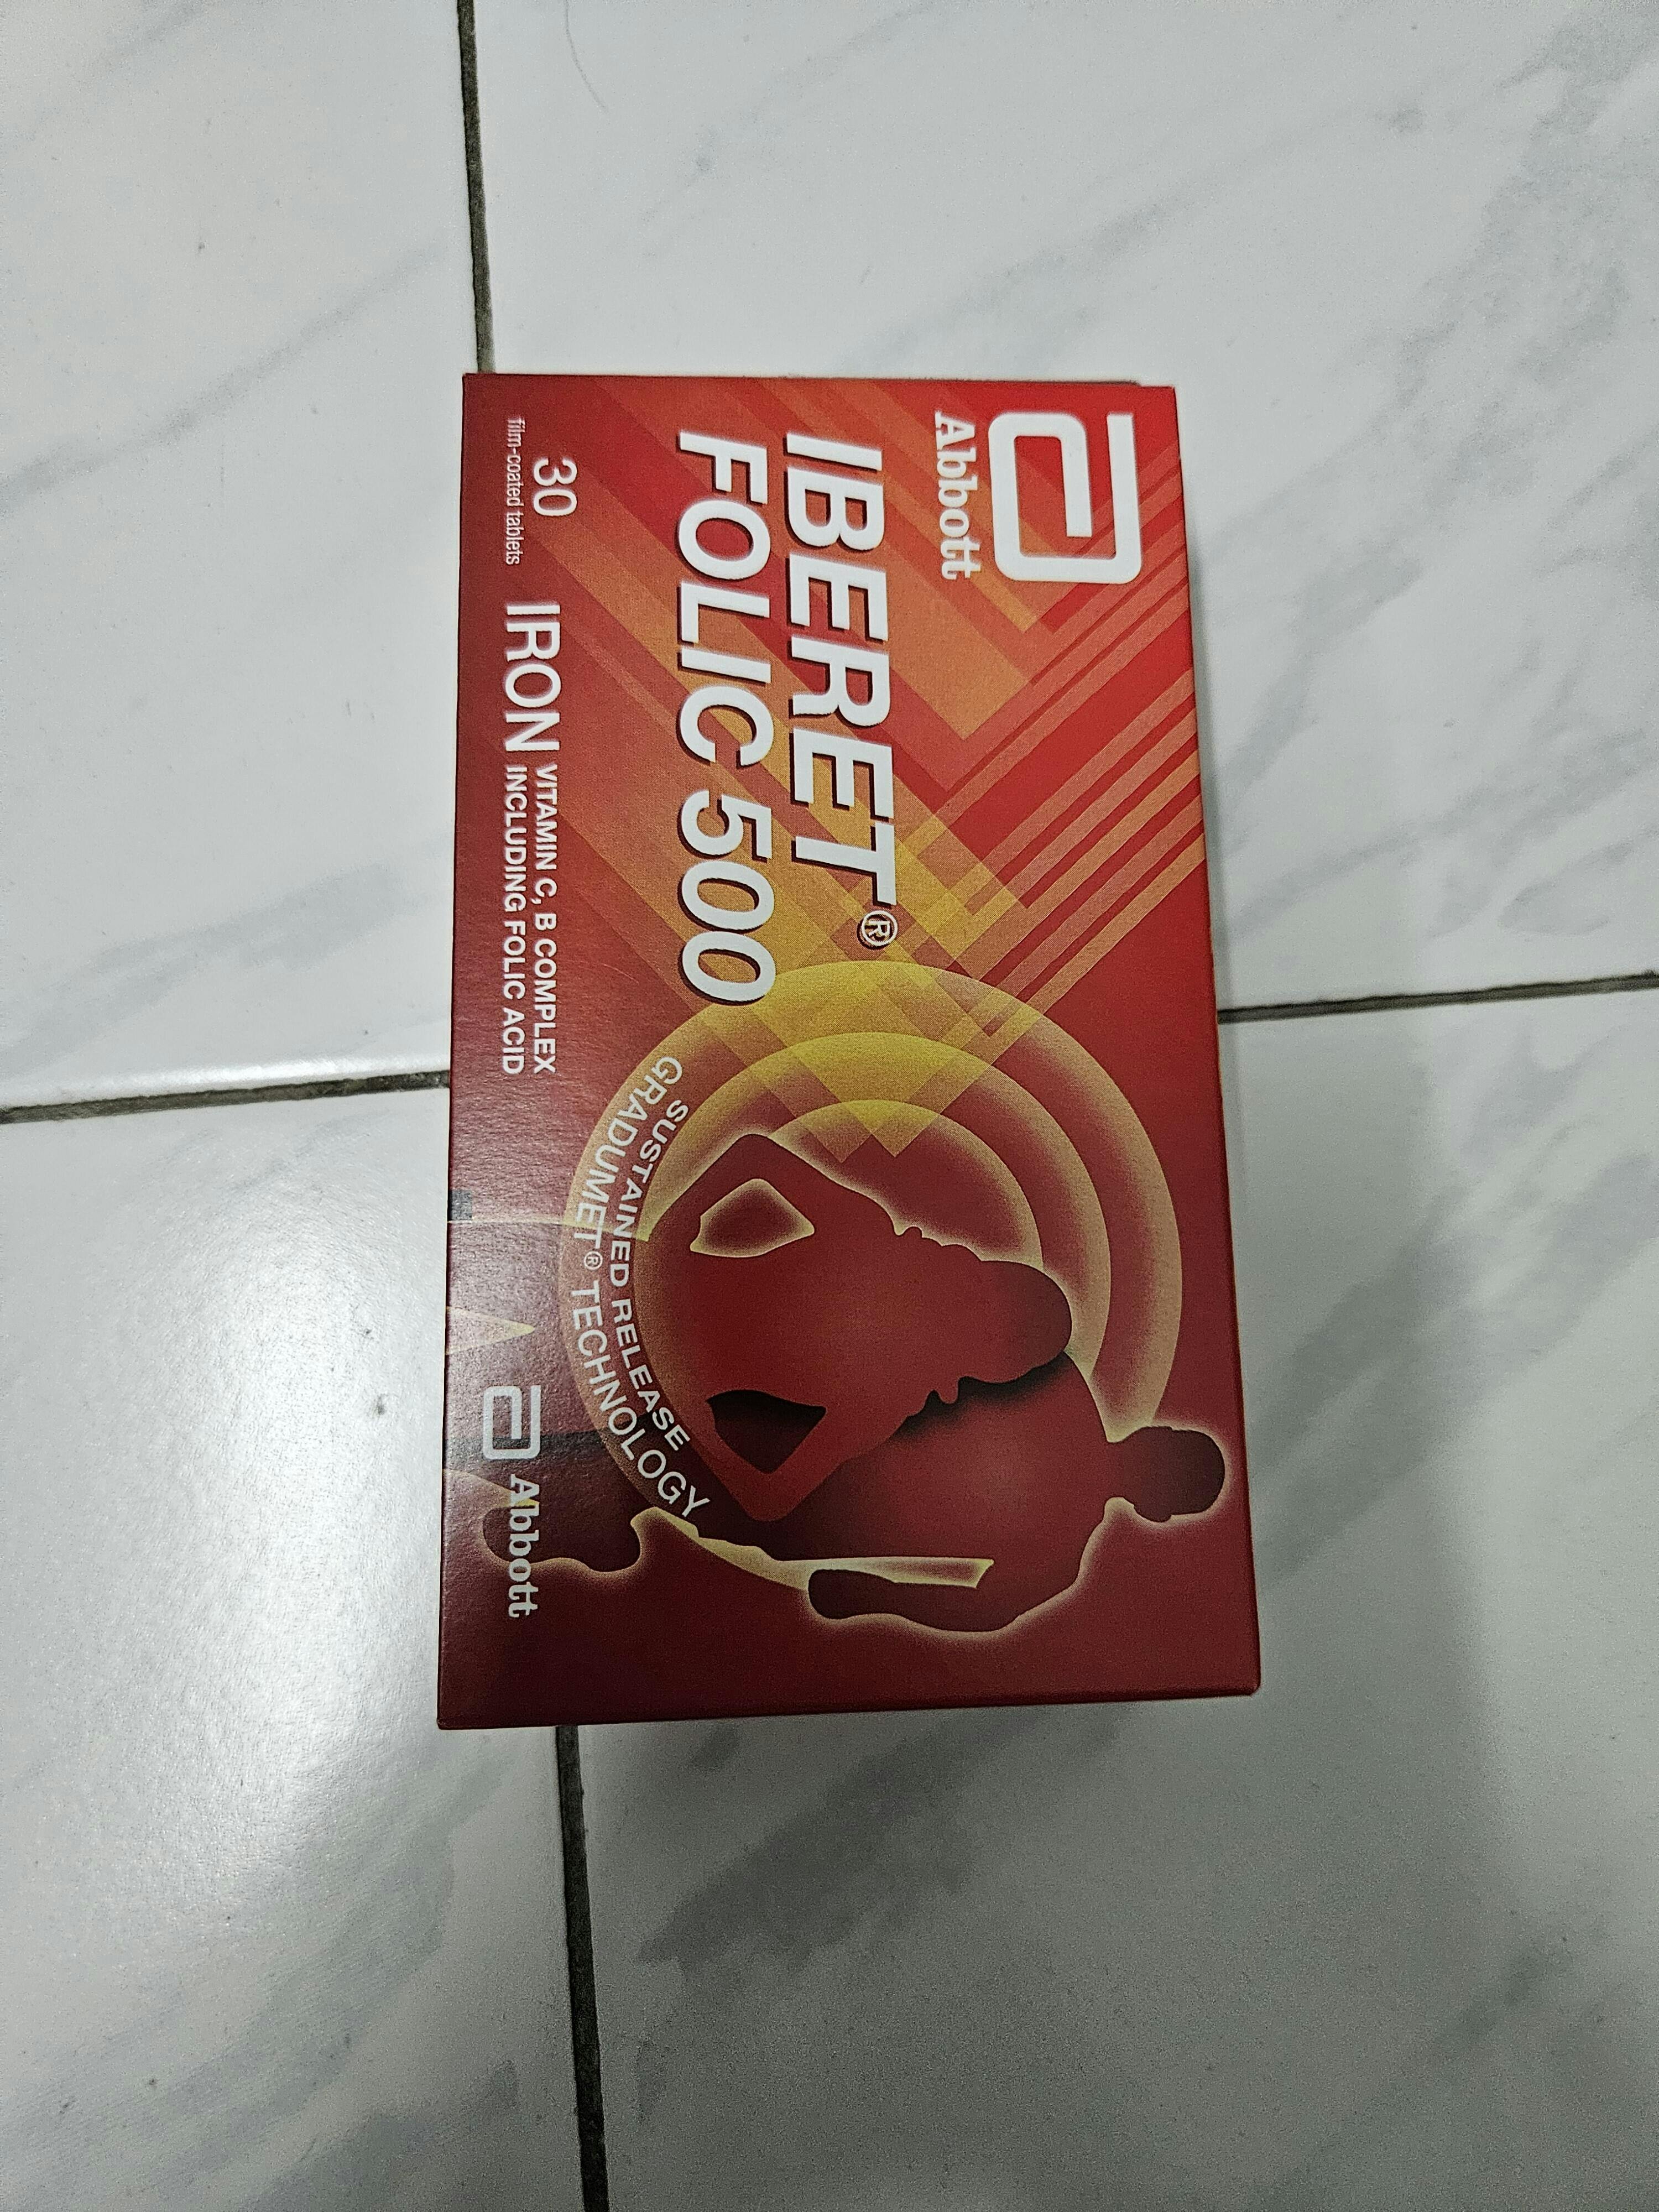 Abbott
IBERET®
FOLIC 500
SUSTAINED RELEASE
GRADUMET® TECHNOLOGY
30
film-coated tablets
IRON
VITAMIN C, B COMPLEX
INCLUDING FOLIC ACID
Abbott